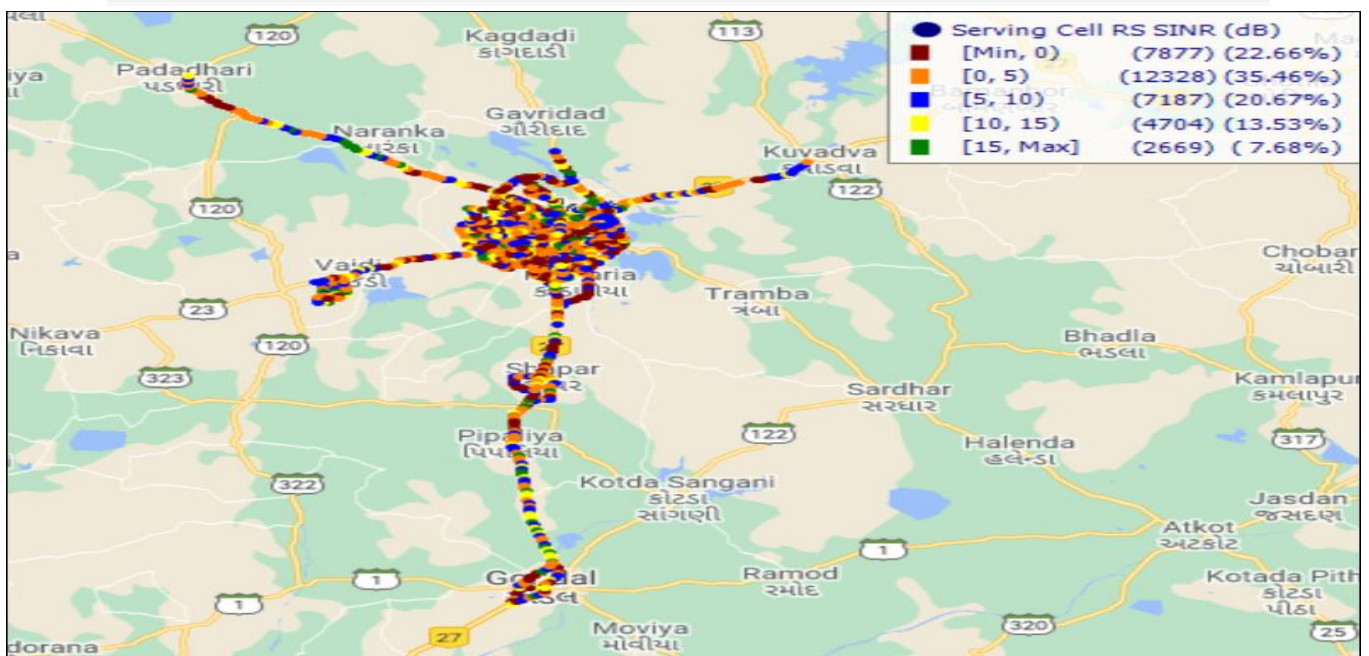 Serving Cell RS SINR (dB)
[Min, 0) (7877) (22.66%)
[0, 5) (12328) (35.46%)
[5, 10) (7187) (20.67%)
[10, 15) (4704) (13.53%)
[15, Max] (2669) ( 7.68%)
120
Kagdadi
કાગદાડી
113
Padadhari
Gavridad
ગૌરીદાદ
Naranka
Kuvadva
122
120
Chobari
ચોબારી
23
Tramba
ત્રંબા
Nikava
નિકાવા
120
Bhadla
ભડલા
Shapar
323
Sardhar
સરધાર
Kamlapur
કમલાપુર
Pipaliya
122
Halenda
હલેન્ડા
317
322
Kotda Sangani
કોટડા
સાંગાણી
Jasdan
જસદણ
Atkot
આટકોટ
1
Gondal
1
Ramod
રમોદ
Kotada Pith
કોટડા
પીઠા
1
27
Moviya
મોવીયા
320
25
dorana